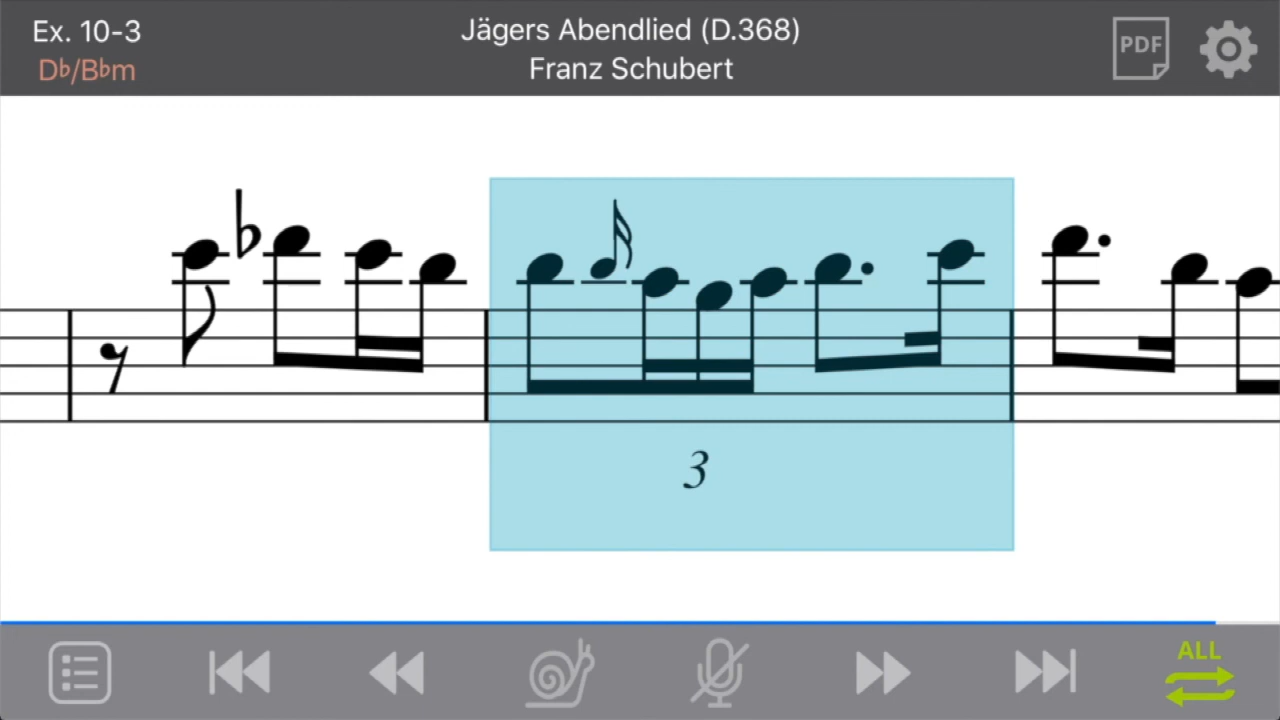 Ex. 10-3
D♭/B♭m
Jägers Abendlied (D.368)
Franz Schubert
PDF
3
ALL